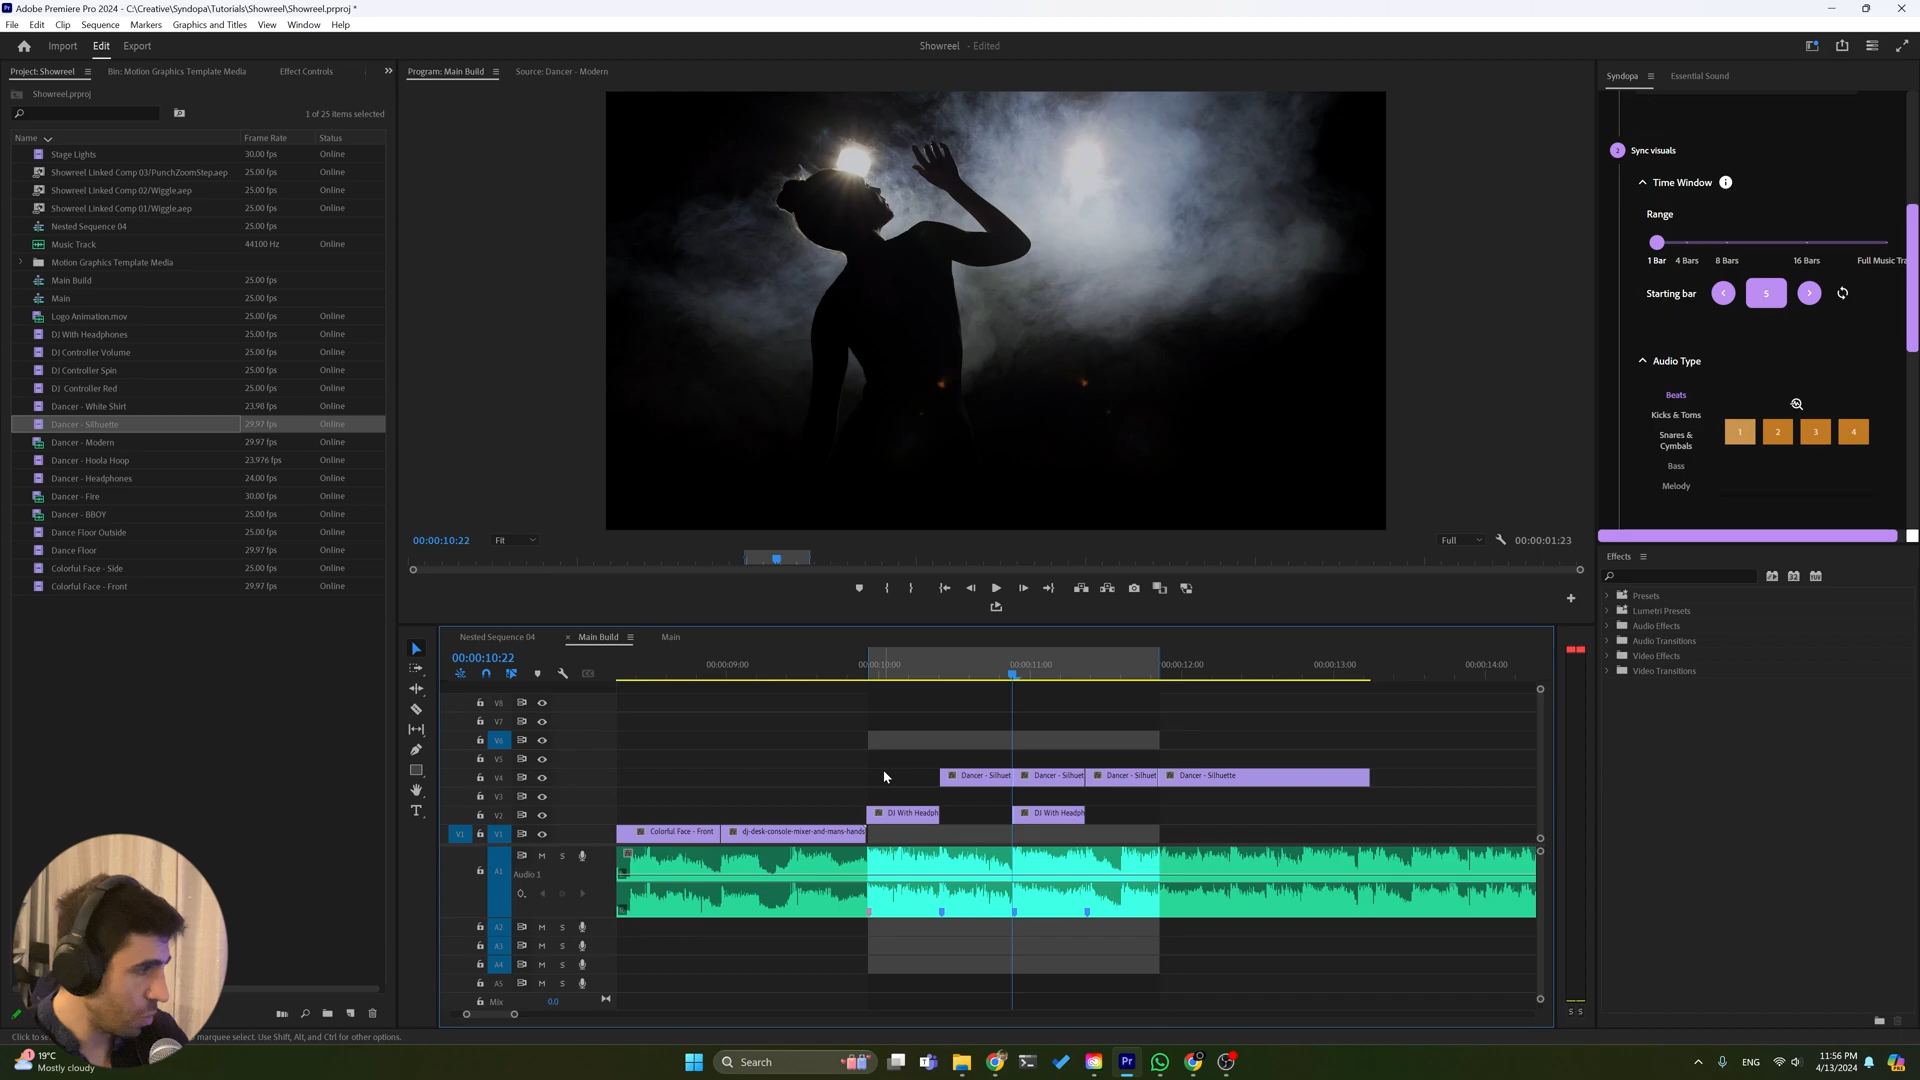 Adobe Premiere Pro 2024 - C:\Creative\Syndopa\Tutorials\Showreel\Showreel.prproj *
File Edit Clip Sequence Markers Graphics and Titles View Window Help
Import Edit Export
Showreel - Edited
Project: Showreel
Bin: Motion Graphics Template Media
Effect Controls
Program: Main Build
Source: Dancer - Modern
Syndopa
Essential Sound
Showreel.prproj
1 of 25 items selected
Name Frame Rate Status
Stage Lights 30.00 fps Online
Showreel Linked Comp 03/PunchZoomStep.aep 25.00 fps Online
Showreel Linked Comp 02/Wiggle.aep 25.00 fps Online
Showreel Linked Comp 01/Wiggle.aep 25.00 fps Online
Nested Sequence 04 25.00 fps
Music Track 44100 Hz Online
Motion Graphics Template Media
Main Build 25.00 fps
Main 25.00 fps
Logo Animation.mov 25.00 fps Online
DJ With Headphones 25.00 fps Online
DJ Controller Volume 25.00 fps Online
DJ Controller Spin 25.00 fps Online
DJ Controller Red 25.00 fps Online
Dancer - White Shirt 23.98 fps Online
Dancer - Silhuette 29.97 fps Online
Dancer - Modern 29.97 fps Online
Dancer - Hoola Hoop 23.976 fps Online
Dancer - Headphones 24.00 fps Online
Dancer - Fire 30.00 fps Online
Dancer - BBOY 25.00 fps Online
Dance Floor Outside 25.00 fps Online
Dance Floor 29.97 fps Online
Colorful Face - Side 25.00 fps Online
Colorful Face - Front 29.97 fps Online
2 Sync visuals
Time Window
Range
1 Bar 4 Bars 8 Bars 16 Bars Full Music Tra
Starting bar 5
Audio Type
Beats
Kicks & Toms
Snares &
Cymbals
Bass
Melody
1 2 3 4
00:00:10:22 Fit Full 00:00:01:23
Effects
Presets
Lumetri Presets
Audio Effects
Audio Transitions
Video Effects
Video Transitions
Nested Sequence 04
Main Build
Main
00:00:10:22
00:00:09:00 00:00:10:00 00:00:11:00 00:00:12:00 00:00:13:00 00:00:14:00
V8
V7
V6
V5
V4 Dancer - Silhuet Dancer - Silhuet Dancer - Silhuet Dancer - Silhuette
V3
V2 DJ With Headph DJ With Headph
V1 V1 Colorful Face - Front dj-desk-console-mixer-and-mans-hands
A1 M S
Audio 1
A2 M S
A3 M S
A4 M S
A5 M S
Mix 0.0
S S
marquee select. Use Shift, Alt, and Ctrl for other options.
1
19°C
Mostly cloudy
Search
ENG
11:56 PM
4/13/2024